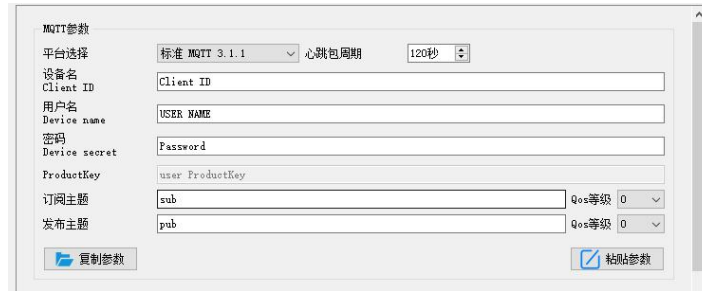 MQTT参数
平台选择 标准 MQTT 3.1.1 心跳包周期 120秒
设备名
Client ID Client ID
用户名
Device name USER NAME
密码
Device secret Password
ProductKey user ProductKey
订阅主题 sub Qos等级 0
发布主题 pub Qos等级 0
复制参数 粘贴参数